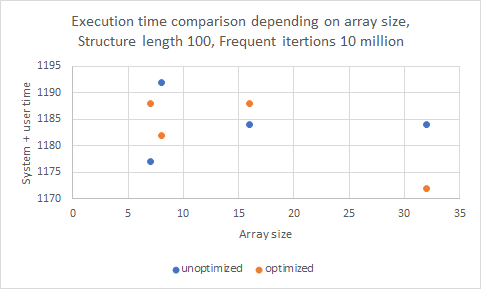 Execution time comparison depending on array size,
Structure length 100, Frequent itertions 10 million
System + user time
1195
1190
1185
1180
1175
1170
0 5 10 15 20 25 30 35
Array size
unoptimized optimized